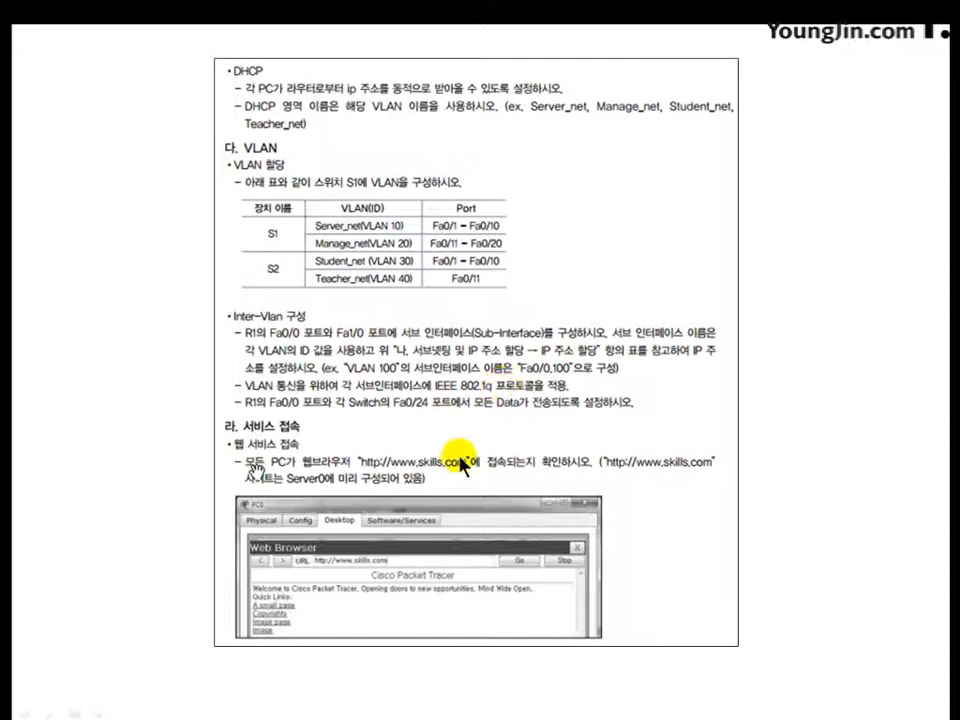 YoungJin.com
• DHCP
- 각 PC가 라우터로부터 ip 주소를 동적으로 받아올 수 있도록 설정하시오.
- DHCP 영역 이름은 해당 VLAN 이름을 사용하시오. (ex. Server_net, Manage_net, Student_net,
Teacher_net)
다. VLAN
• VLAN 할당
- 아래 표와 같이 스위치 S1에 VLAN을 구성하시오.
장치 이름 VLAN(ID) Port
S1 Server_net(VLAN 10) Fa0/1 - Fa0/10
Manage_net(VLAN 20) Fa0/11 - Fa0/20
S2 Student_net (VLAN 30) Fa0/1 - Fa0/10
Teacher_net(VLAN 40) Fa0/11
• Inter-Vlan 구성
- R1의 Fa0/0 포트와 Fa1/0 포트에 서브 인터페이스(Sub-Interface)를 구성하시오. 서브 인터페이스 이름은
각 VLAN의 ID 값을 사용하고 위 "나. 서브넷팅 및 IP 주소 할당 → IP 주소 할당" 항의 표를 참고하여 IP 주
소를 설정하시오. (ex. "VLAN 100"의 서브인터페이스 이름은 "Fa0/0.100"으로 구성)
- VLAN 통신을 위하여 각 서브인터페이스에 IEEE 802.1q 프로토콜을 적용.
- R1의 Fa0/0 포트와 각 Switch의 Fa0/24 포트에서 모든 Data가 전송되도록 설정하시오.
라. 서비스 접속
• 웹 서비스 접속
- 모든 PC가 웹브라우저 "http://www.skills.com"에 접속되는지 확인하시오. ("http://www.skills.com"
사이트는 Server0에 미리 구성되어 있음)
PC0
Physical Config Desktop Software/Services
Web Browser X
< > URL http://www.skills.com Go Stop
Cisco Packet Tracer
Welcome to Cisco Packet Tracer, Opening doors to new opportunities. Mind Wide Open.
Quick Links:
A small page
Copyrights
Image page
Image